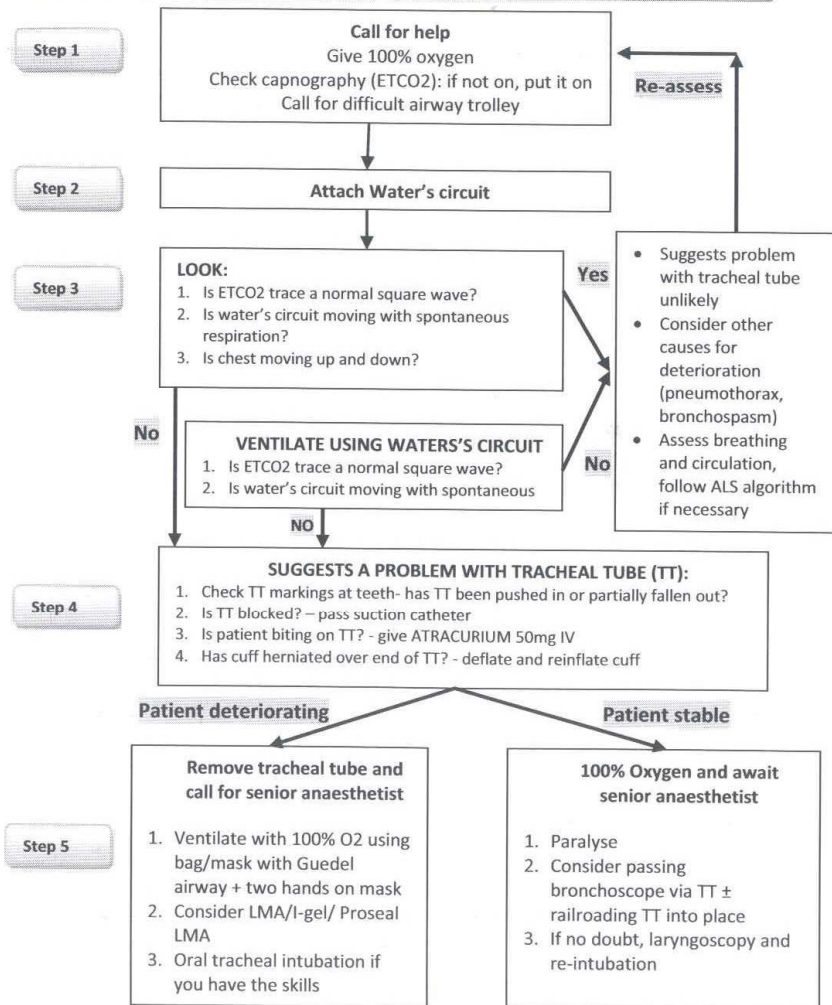 Step 1
Call for help
Give 100% oxygen
Check capnography (ETCO2): if not on, put it on
Call for difficult airway trolley
Re-assess
Step 2
Attach Water's circuit
Step 3
LOOK:
1. Is ETCO2 trace a normal square wave?
2. Is water's circuit moving with spontaneous
respiration?
3. Is chest moving up and down?
Yes
• Suggests problem
with tracheal tube
unlikely
• Consider other
causes for
deterioration
(pneumothorax,
bronchospasm)
• Assess breathing
and circulation,
follow ALS algorithm
if necessary
No
VENTILATE USING WATERS'S CIRCUIT
1. Is ETCO2 trace a normal square wave?
2. Is water's circuit moving with spontaneous
No
NO
Step 4
SUGGESTS A PROBLEM WITH TRACHEAL TUBE (TT):
1. Check TT markings at teeth- has TT been pushed in or partially fallen out?
2. Is TT blocked? – pass suction catheter
3. Is patient biting on TT? - give ATRACURIUM 50mg IV
4. Has cuff herniated over end of TT? - deflate and reinflate cuff
Patient deteriorating
Patient stable
Step 5
Remove tracheal tube and
call for senior anaesthetist
1. Ventilate with 100% O2 using
bag/mask with Guedel
airway + two hands on mask
2. Consider LMA/I-gel/ Proseal
LMA
3. Oral tracheal intubation if
you have the skills
100% Oxygen and await
senior anaesthetist
1. Paralyse
2. Consider passing
bronchoscope via TT ±
railroading TT into place
3. If no doubt, laryngoscopy and
re-intubation